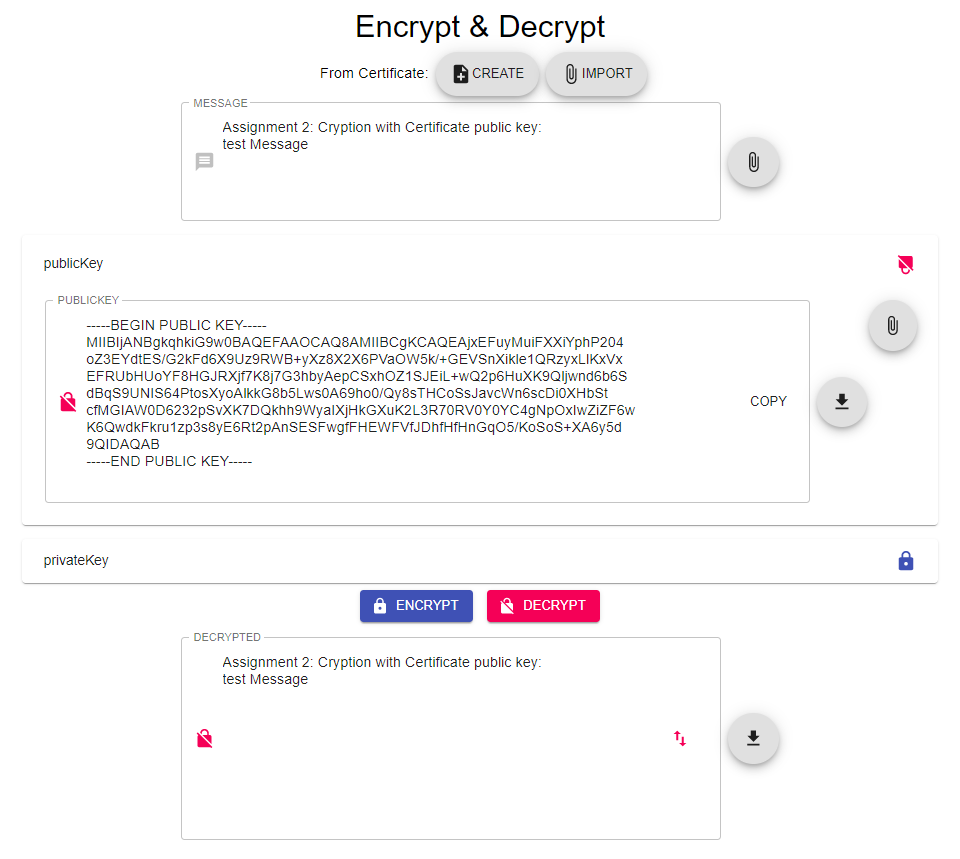 Encrypt & Decrypt
From Certificate: CREATE IMPORT
MESSAGE
Assignment 2: Cryption with Certificate public key:
test Message
publicKey
PUBLICKEY
-----BEGIN PUBLIC KEY-----
MIIBIjANBgkqhkiG9w0BAQEFAAOCAQ8AMIIBCgKCAQEAjxEFuyMuiFXXiYphP204
oZ3EYdtES/G2kFd6X9Uz9RWB+yXz8X2X6PVaOW5k/+GEVSnXikle1QRzyxLIKxVx
EFRUbHUoYF8HGJRXjf7K8j7G3hbyAepCSxhOZ1SJEiL+wQ2p6HuXK9QIjwnd6b6S
dBqS9UNIS64PtosXyoAlkkG8b5Lws0A69ho0/Qy8sTHCoSsJavcWn6scDi0XHbSt
cfMGIAW0D6232pSvXK7DQkhh9WyaIXjHkGXuK2L3R70RV0Y0YC4gNpOxIwZiZF6w
K6QwdkFkru1zp3s8yE6Rt2pAnSESFwgfFHEWFVfJDhfHfHnGqO5/KoSoS+XA6y5d
9QIDAQAB
-----END PUBLIC KEY-----
COPY
privateKey
ENCRYPT DECRYPT
DECRYPTED
Assignment 2: Cryption with Certificate public key:
test Message